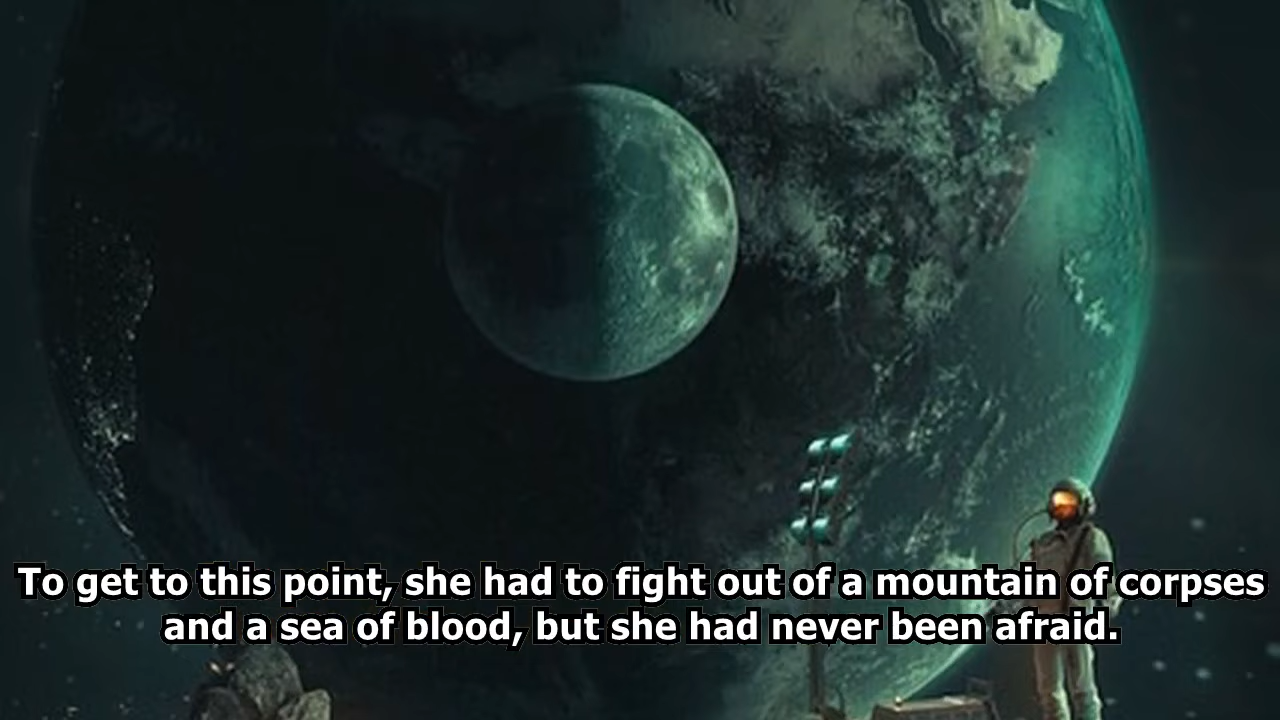 To get to this point, she had to fight out of a mountain of corpses
and a sea of blood, but she had never been afraid.